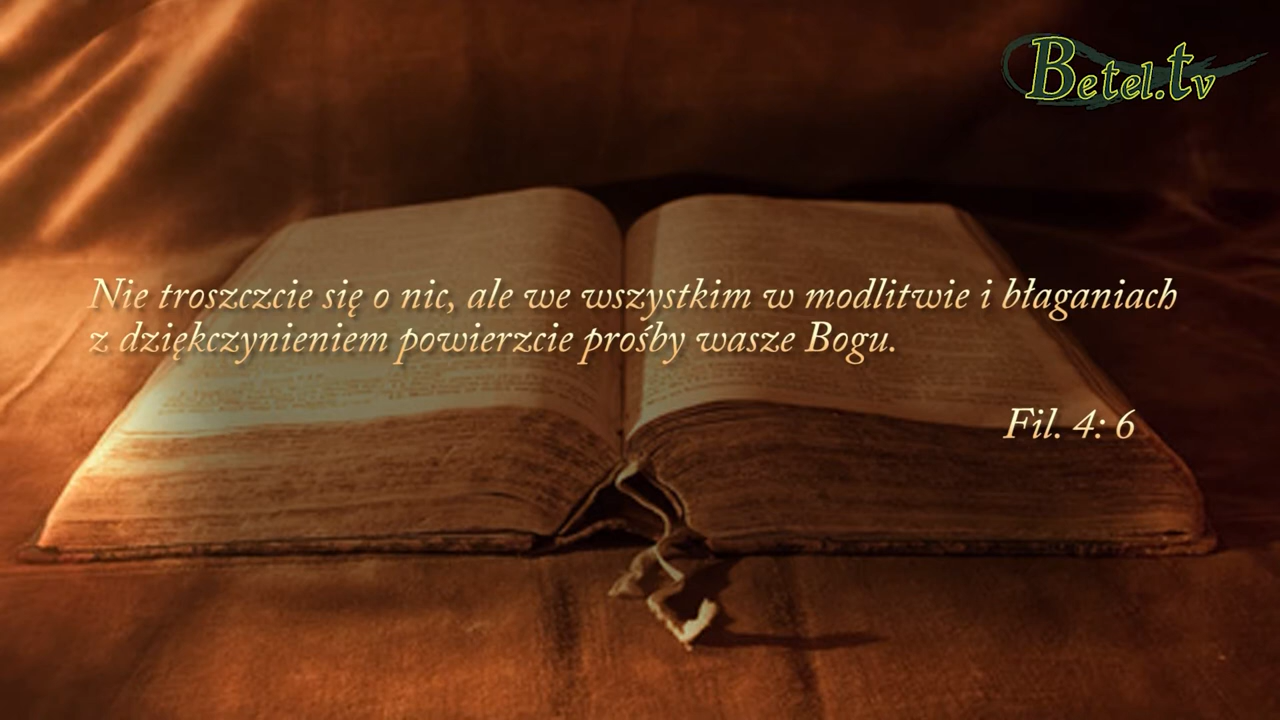 Betel.tv
Nie troszczcie się o nic, ale we wszystkim w modlitwie i błaganiach
z dziękczynieniem powierzcie prośby wasze Bogu.
Fil. 4: 6